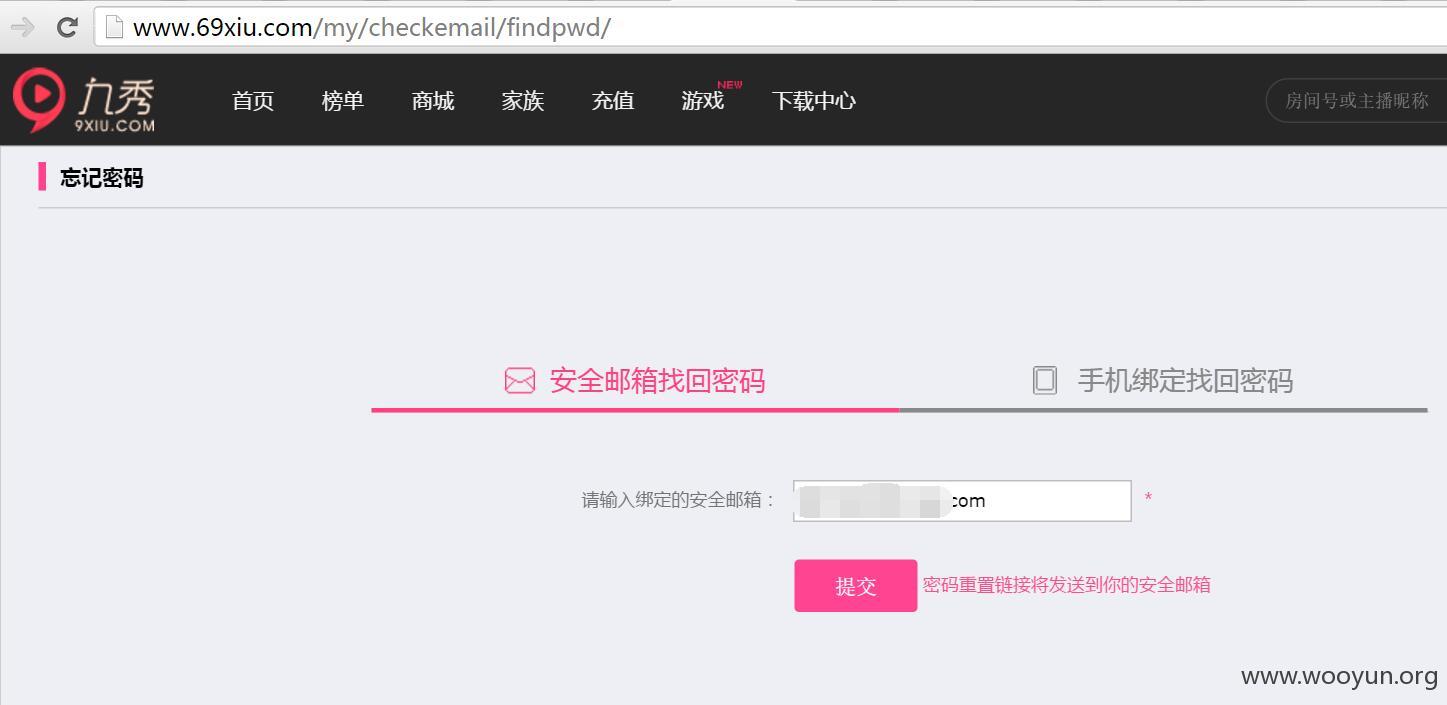 www.69xiu.com/my/checkemail/findpwd/
九秀
9XIU.COM
首页 榜单 商城 家族 充值 游戏 NEW 下载中心
房间号或主播昵称
忘记密码
安全邮箱找回密码 手机绑定找回密码
请输入绑定的安全邮箱： com *
提交 密码重置链接将发送到你的安全邮箱
www.wooyun.org